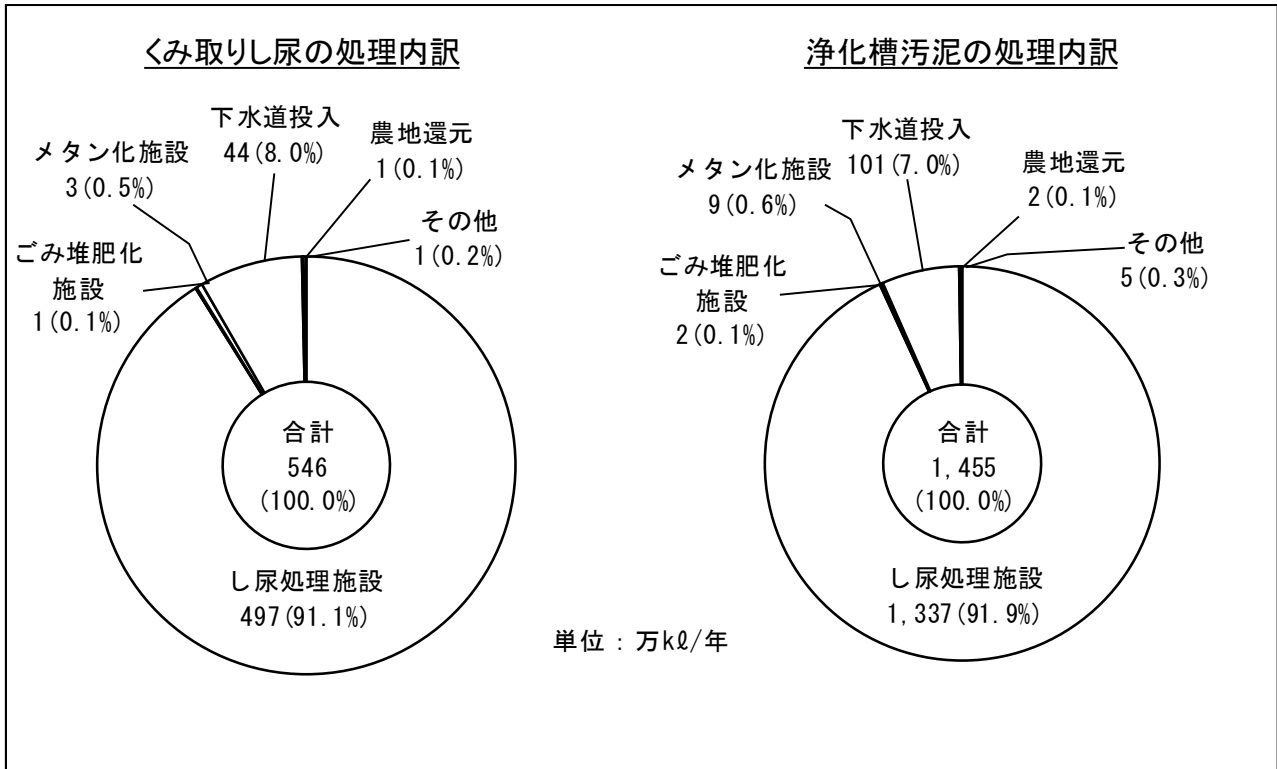 くみ取りし尿の処理内訳
下水道投入
44(8.0%)
農地還元
1(0.1%)
メタン化施設
3(0.5%)
その他
1(0.2%)
ごみ堆肥化
施設
1(0.1%)
合計
546
(100.0%)
し尿処理施設
497(91.1%)
浄化槽汚泥の処理内訳
下水道投入
101(7.0%)
農地還元
2(0.1%)
メタン化施設
9(0.6%)
その他
5(0.3%)
ごみ堆肥化
施設
2(0.1%)
合計
1,455
(100.0%)
し尿処理施設
1,337(91.9%)
単位：万kℓ/年